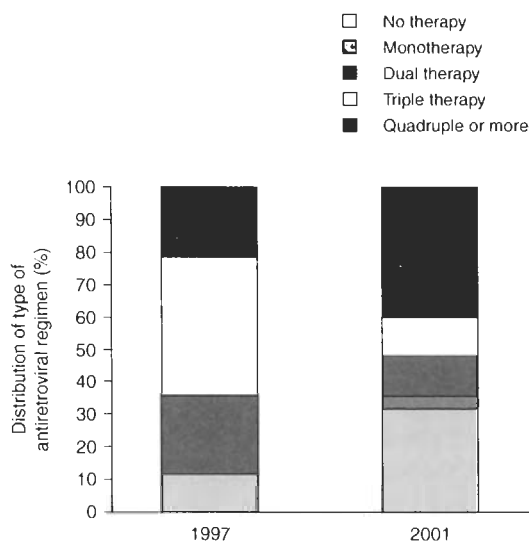 No therapy
Monotherapy
Dual therapy
Triple therapy
Quadruple or more
100
90
80
70
60
50
40
30
20
10
0
Distribution of type of
antiretroviral regimen (%)
1997
2001